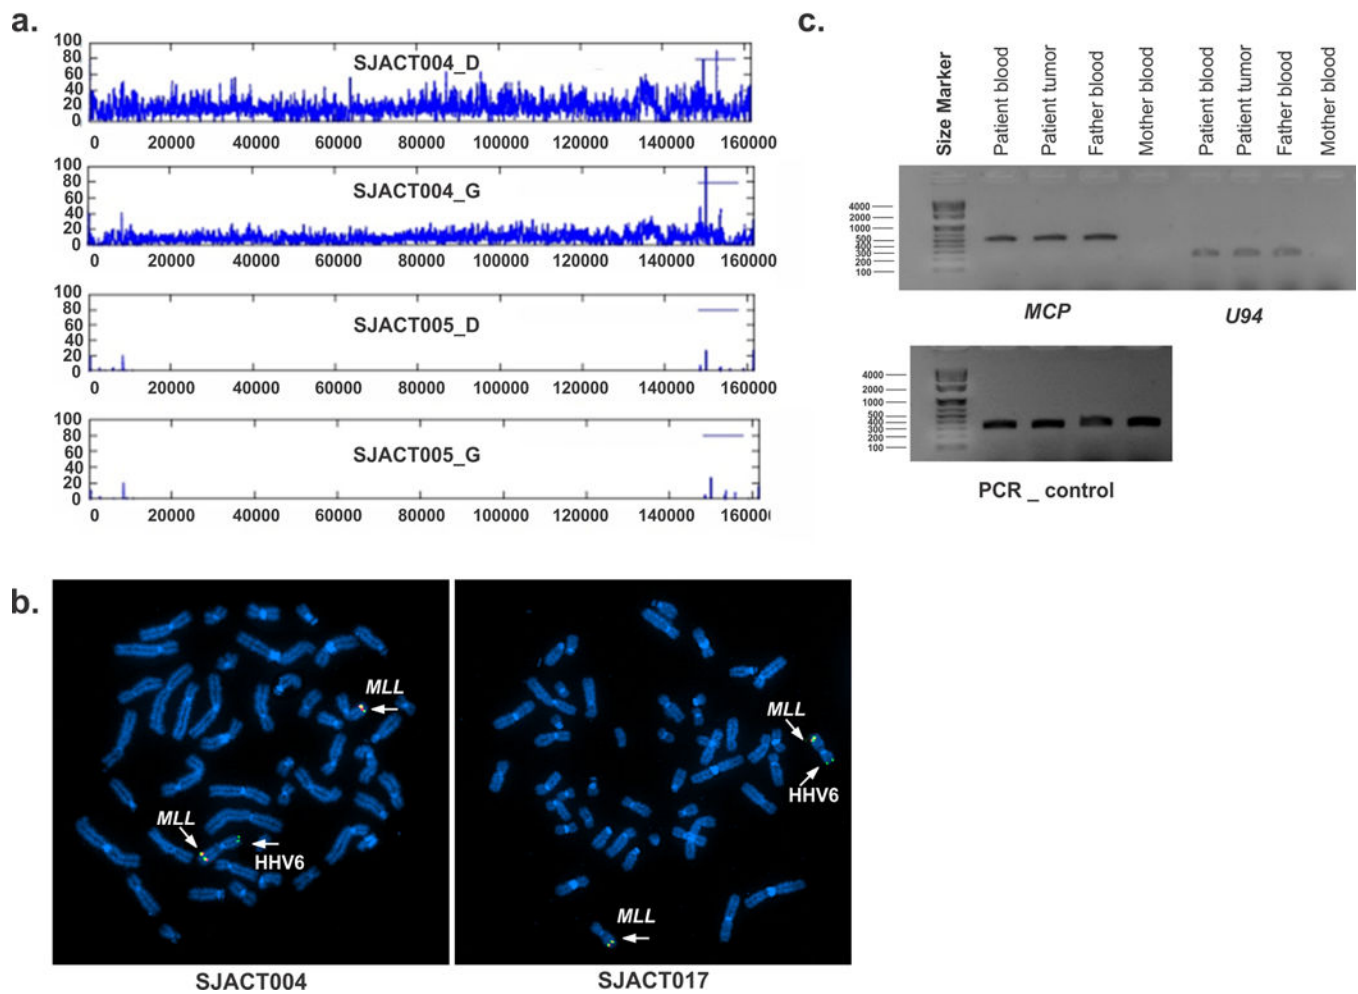 a.
100
80
60
40
20
0
SJACT004_D
0 20000 40000 60000 80000 100000 120000 140000 160000
100
80
60
40
20
0
SJACT004_G
0 20000 40000 60000 80000 100000 120000 140000 160000
100
80
60
40
20
0
SJACT005_D
0 20000 40000 60000 80000 100000 120000 140000 160000
100
80
60
40
20
0
SJACT005_G
0 20000 40000 60000 80000 100000 120000 140000 160000
b.
MLL
MLL
HHV6
SJACT004
MLL
HHV6
MLL
SJACT017
c.
Size Marker
Patient blood
Patient tumor
Father blood
Mother blood
Patient blood
Patient tumor
Father blood
Mother blood
4000
2000
1000
500
400
300
200
100
MCP
U94
4000
2000
1000
500
400
300
200
100
PCR _ control